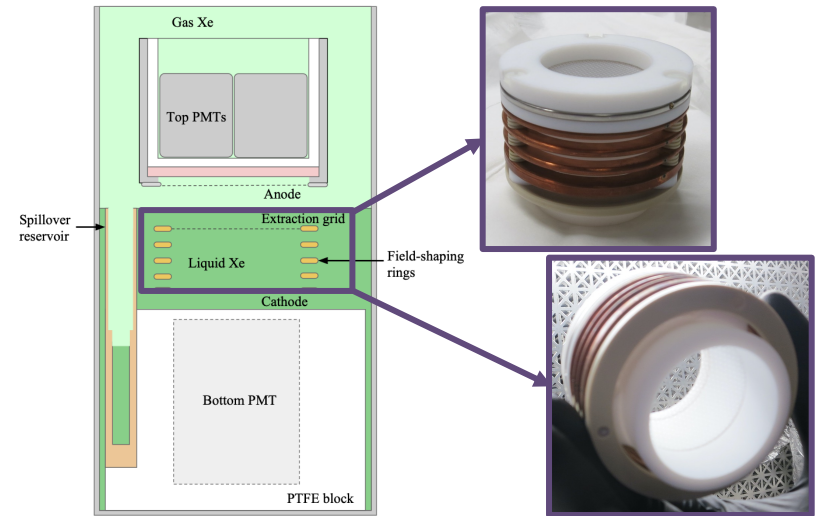 Gas Xe
Top PMTs
Anode
Spillover
reservoir
Extraction grid
Liquid Xe
Field-shaping
rings
Cathode
Bottom PMT
PTFE block